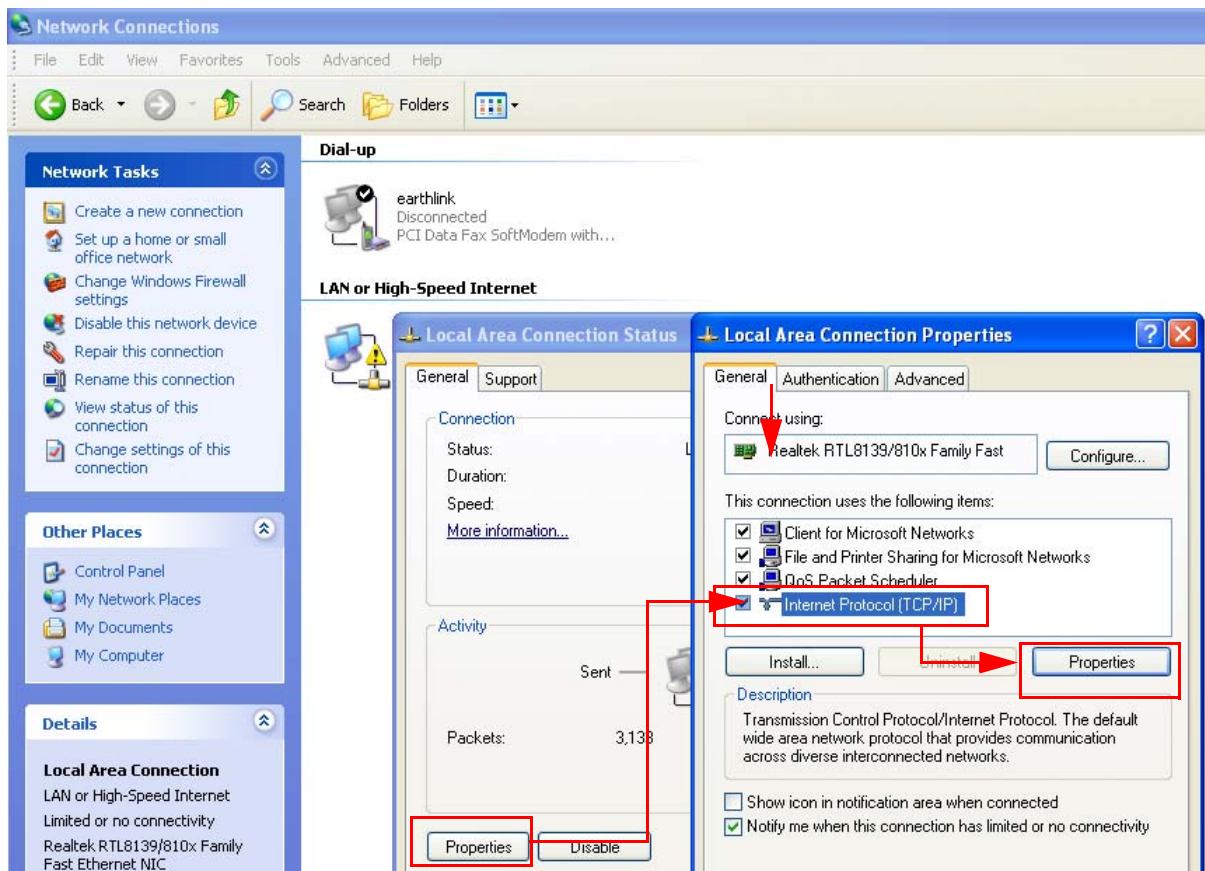 Network Connections
File Edit View Favorites Tools Advanced Help
Back Search Folders
Network Tasks
Create a new connection
Set up a home or small
office network
Change Windows Firewall
settings
Disable this network device
Repair this connection
Rename this connection
View status of this
connection
Change settings of this
connection
Other Places
Control Panel
My Network Places
My Documents
My Computer
Details
Local Area Connection
LAN or High-Speed Internet
Limited or no connectivity
Realtek RTL8139/810x Family
Fast Ethernet NIC
Dial-up
earthlink
Disconnected
PCI Data Fax SoftModem with...
LAN or High-Speed Internet
Local Area Connection Status
General Support
Connection
Status: L
Duration:
Speed:
More information...
Activity
Sent
Packets: 3,133
Properties Disable
Local Area Connection Properties
General Authentication Advanced
Connect using:
Realtek RTL8139/810x Family Fast
Configure...
This connection uses the following items:
Client for Microsoft Networks
File and Printer Sharing for Microsoft Networks
QoS Packet Scheduler
Internet Protocol (TCP/IP)
Install... Uninstall Properties
Description
Transmission Control Protocol/Internet Protocol. The default
wide area network protocol that provides communication
across diverse interconnected networks.
Show icon in notification area when connected
Notify me when this connection has limited or no connectivity